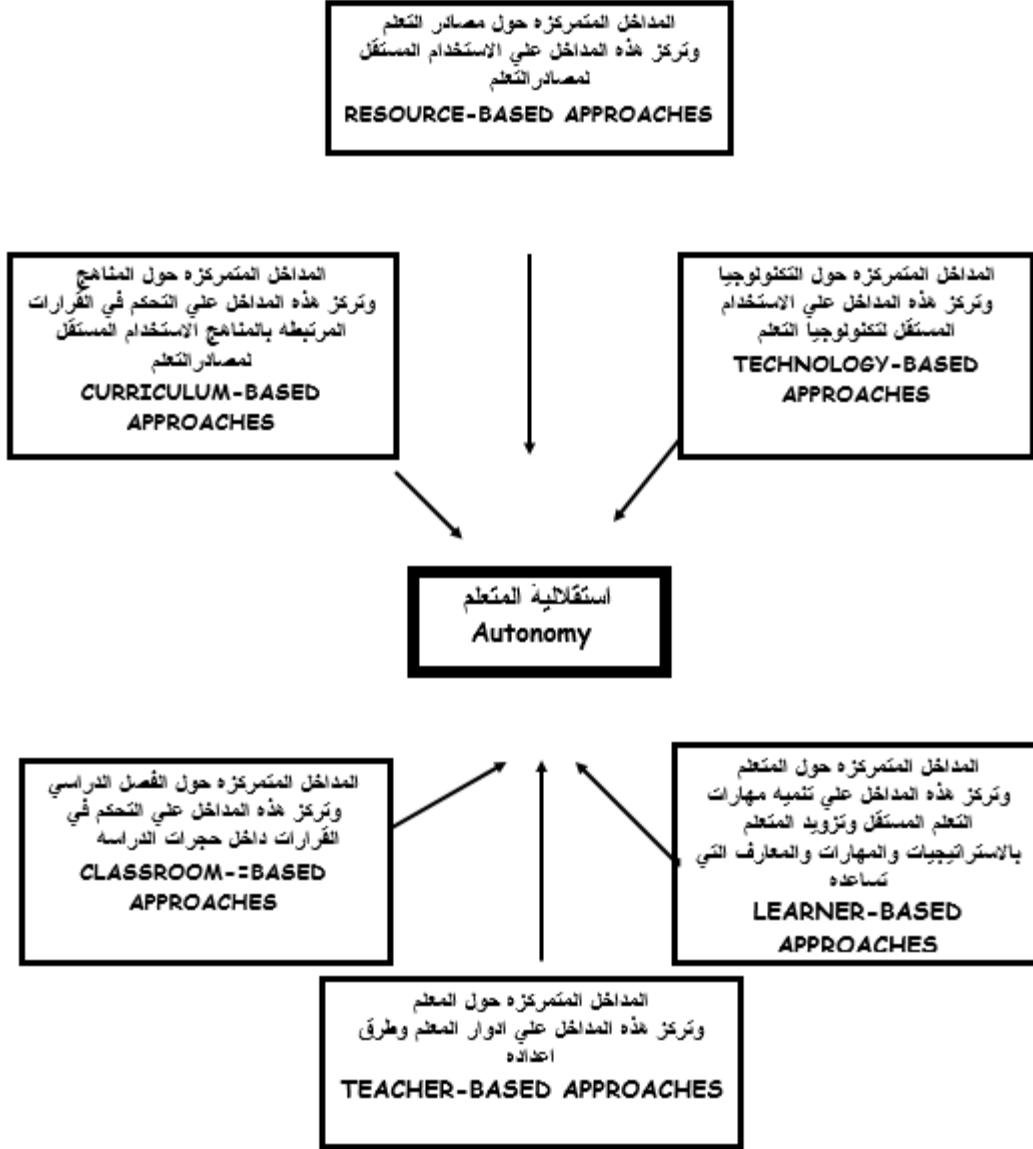 المداخل المتمركزه حول مصادر التعلم
وتركز هذه المداخل علي الاستخدام المستقل
لمصادرالتعلم
RESOURCE-BASED APPROACHES
المداخل المتمركزه حول المناهج
وتركز هذه المداخل علي التحكم في القرارات
المرتبطه بالمناهج الاستخدام المستقل
لمصادرالتعلم
CURRICULUM-BASED
APPROACHES
المداخل المتمركزه حول التكنولوجيا
وتركز هذه المداخل علي الاستخدام
المستقل لتكنولوجيا التعلم
TECHNOLOGY-BASED
APPROACHES
استقلالية المتعلم
Autonomy
المداخل المتمركزه حول الفصل الدراسي
وتركز هذه المداخل علي التحكم في
القرارات داخل حجرات الدراسه
CLASSROOM-=BASED
APPROACHES
المداخل المتمركزه حول المتعلم
وتركز هذه المداخل علي تنميه مهارات
التعلم المستقل وتزويد المتعلم
بالاستراتيجيات والمهارات والمعارف التي
تساعده
LEARNER-BASED
APPROACHES
المداخل المتمركزه حول المعلم
وتركز هذه المداخل علي ادوار المعلم وطرق
اعداده
TEACHER-BASED APPROACHES